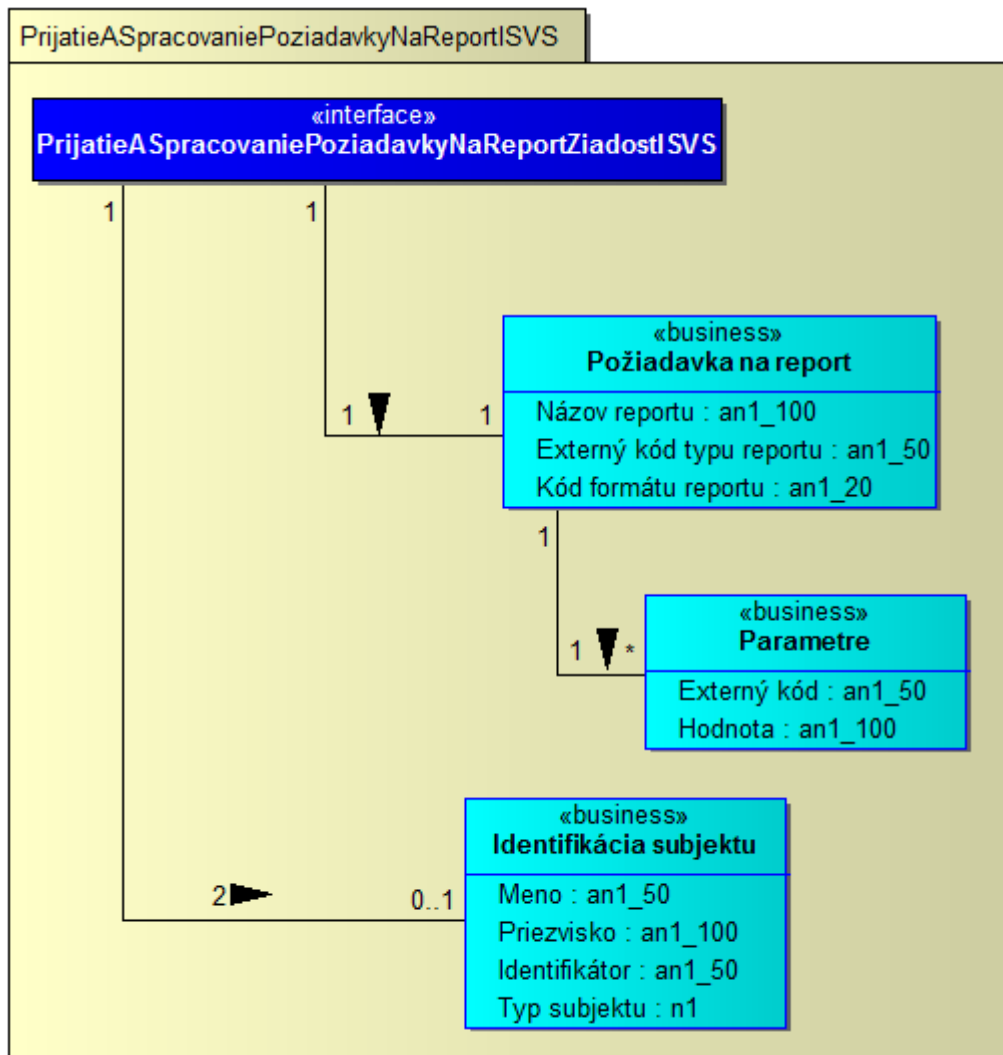 PrijatieASpracovaniePoziadavkyNaReportISVS
«interface»
PrijatieASpracovaniePoziadavkyNaReportZiadostISVS
1
1
«business»
Požiadavka na report
Názov reportu : an1_100
Externý kód typu reportu : an1_50
Kód formátu reportu : an1_20
1
1
1
«business»
Parametre
Externý kód : an1_50
Hodnota : an1_100
1
*
«business»
Identifikácia subjektu
Meno : an1_50
Priezvisko : an1_100
Identifikátor : an1_50
Typ subjektu : n1
2
0..1